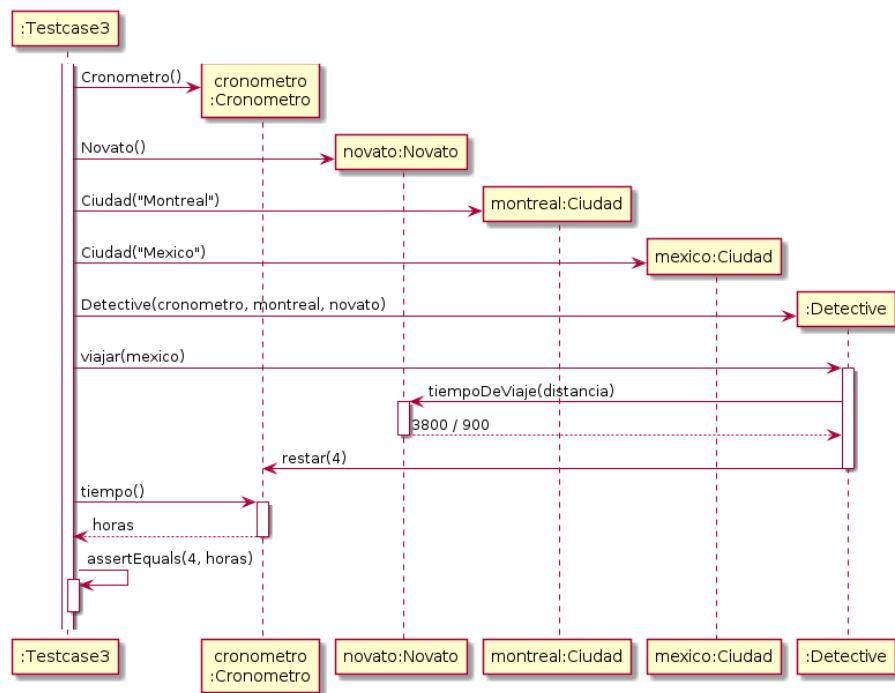 :Testcase3
Cronometro()
cronometro
:Cronometro
Novato()
novato:Novato
Ciudad("Montreal")
montreal:Ciudad
Ciudad("Mexico")
mexico:Ciudad
Detective(cronometro, montreal, novato)
:Detective
viajar(mexico)
tiempoDeViaje(distancia)
3800 / 900
restar(4)
tiempo()
horas
assertEquals(4, horas)
:Testcase3
cronometro
:Cronometro
novato:Novato
montreal:Ciudad
mexico:Ciudad
:Detective